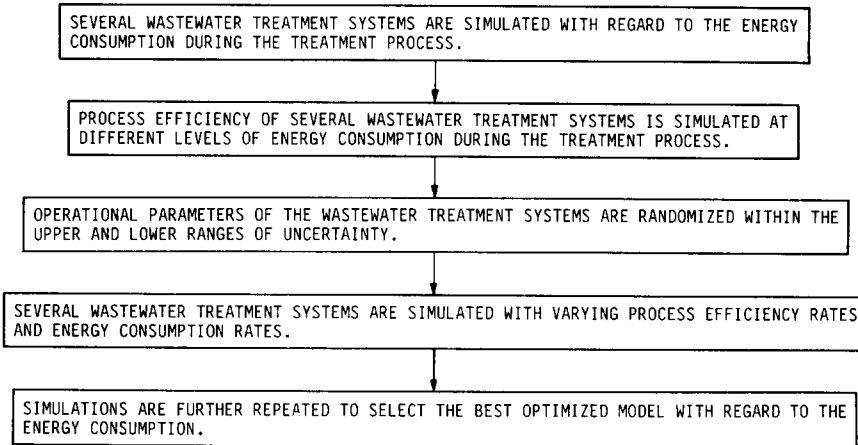 SEVERAL WASTEWATER TREATMENT SYSTEMS ARE SIMULATED WITH REGARD TO THE ENERGY
CONSUMPTION DURING THE TREATMENT PROCESS.
PROCESS EFFICIENCY OF SEVERAL WASTEWATER TREATMENT SYSTEMS IS SIMULATED AT
DIFFERENT LEVELS OF ENERGY CONSUMPTION DURING THE TREATMENT PROCESS.
OPERATIONAL PARAMETERS OF THE WASTEWATER TREATMENT SYSTEMS ARE RANDOMIZED WITHIN THE
UPPER AND LOWER RANGES OF UNCERTAINTY.
SEVERAL WASTEWATER TREATMENT SYSTEMS ARE SIMULATED WITH VARYING PROCESS EFFICIENCY RATES
AND ENERGY CONSUMPTION RATES.
SIMULATIONS ARE FURTHER REPEATED TO SELECT THE BEST OPTIMIZED MODEL WITH REGARD TO THE
ENERGY CONSUMPTION.